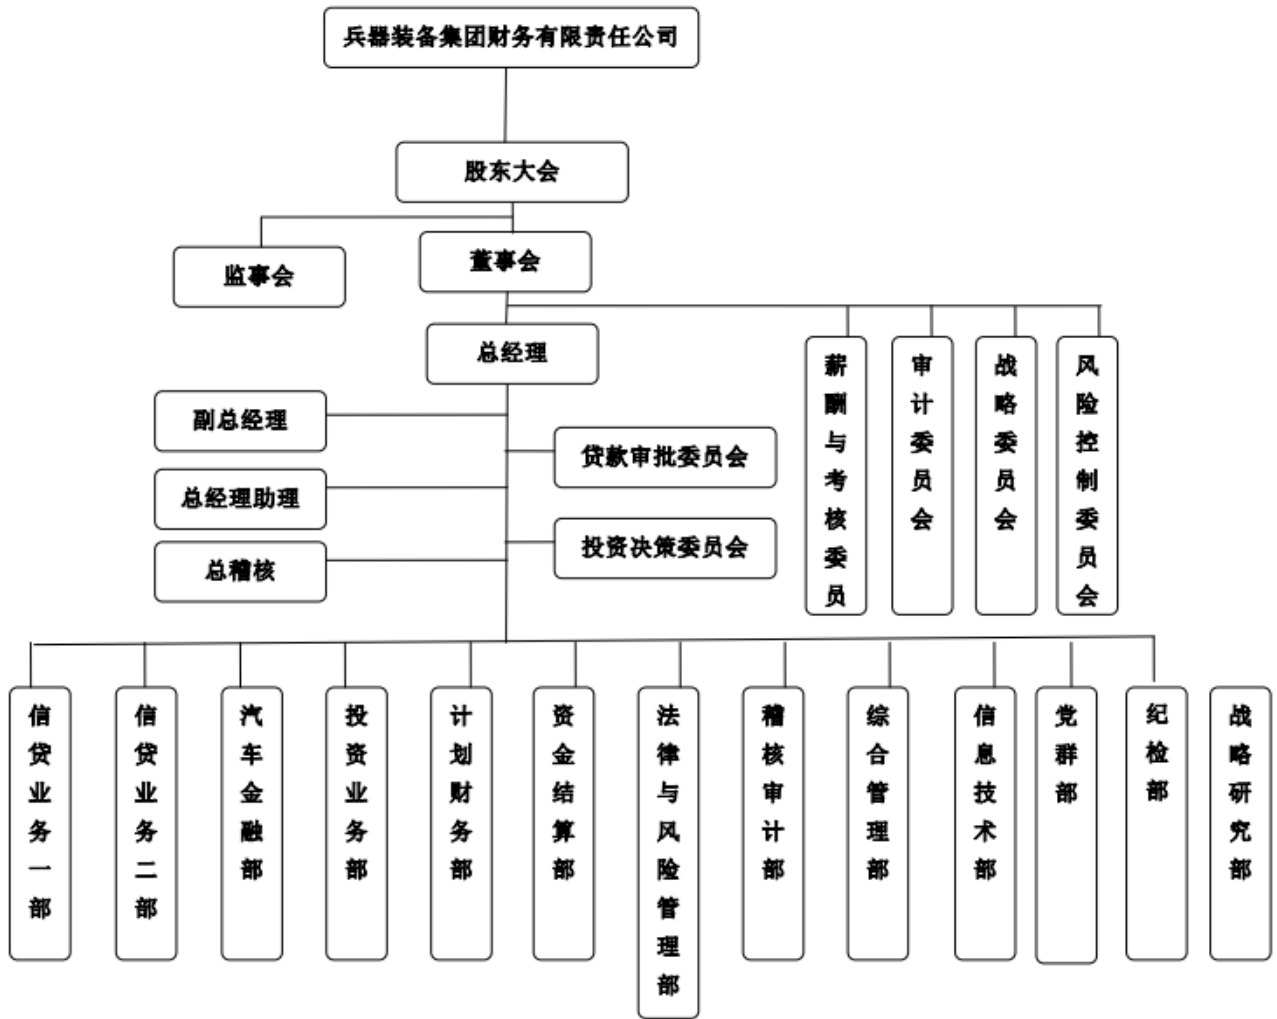 兵器装备集团财务有限责任公司
股东大会
监事会
董事会
总经理
副总经理
总经理助理
总稽核
贷款审批委员会
投资决策委员会
薪酬与考核委员
审计委员会
战略委员会
风险控制委员会
信贷业务一部
信贷业务二部
汽车金融部
投资业务部
计划财务部
资金结算部
法律与风险管理部
稽核审计部
综合管理部
信息技术部
党群部
纪检部
战略研究部